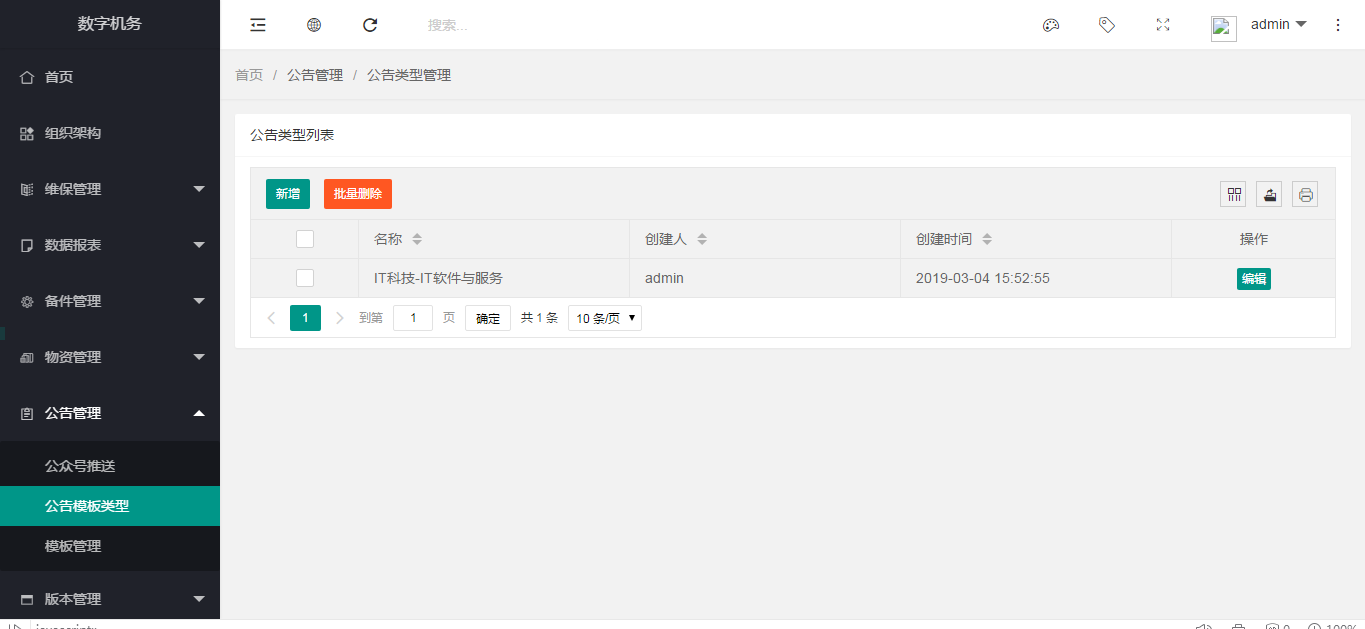 数字机务
搜索...
admin
首页
组织架构
维保管理
数据报表
备件管理
物资管理
公告管理
公众号推送
公告模板类型
模板管理
版本管理
首页 / 公告管理 / 公告类型管理
公告类型列表
新增 批量删除
名称 创建人 创建时间 操作
IT科技-IT软件与服务 admin 2019-03-04 15:52:55 编辑
1 到第 1 页 确定 共 1 条 10 条/页
100%